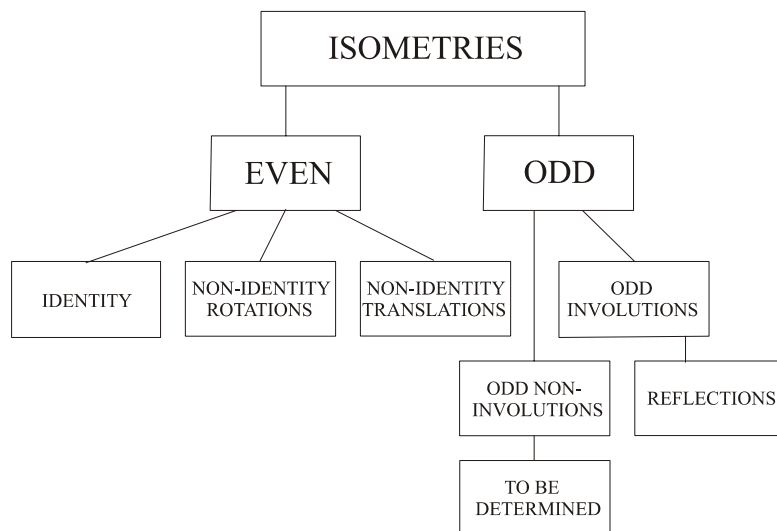 ISOMETRIES
EVEN
ODD
IDENTITY
NON-IDENTITY
ROTATIONS
NON-IDENTITY
TRANSLATIONS
ODD
INVOLUTIONS
ODD NON-
INVOLUTIONS
REFLECTIONS
TO BE
DETERMINED